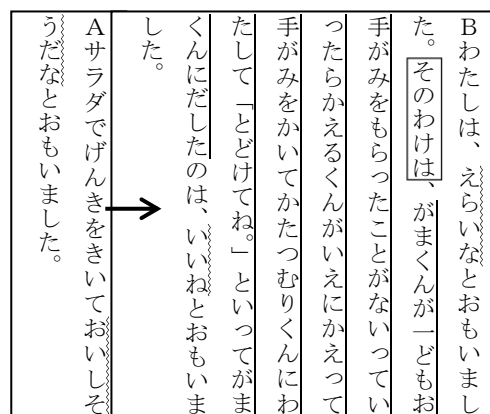 Bわたしは、えらいなとおもいまし
た。そのわけは、がまくんが一どもお
手がみをもらったことがないってい
ったらかえるくんがいえにかえって
手がみをかいてかたつむりくんにわ
たして「とどけてね。」といってがま
くんにだしたのは、いいねとおもいま
した。
Aサラダでげんきをきいておいしそ
うだなとおもいました。